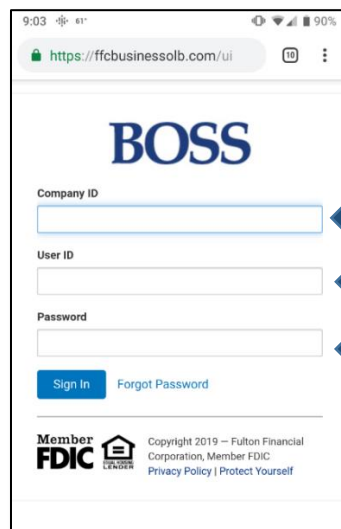 9:03 61° 90%
https://ffcbusinessolb.com/ui 10
BOSS
Company ID
User ID
Password
Sign In Forgot Password
Member
FDIC
EQUAL HOUSING
LENDER
Copyright 2019 — Fulton Financial
Corporation, Member FDIC
Privacy Policy | Protect Yourself